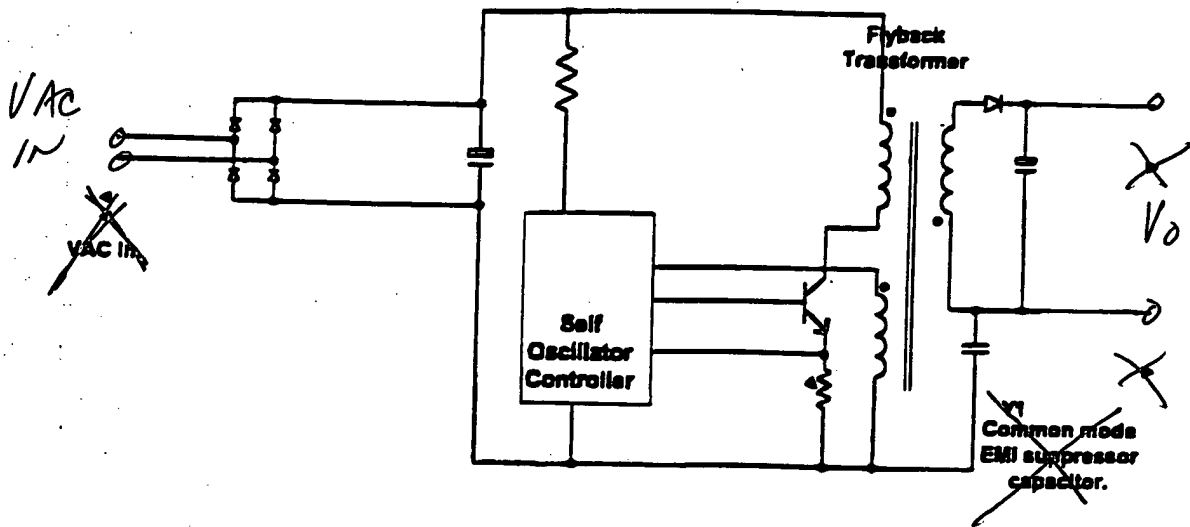 Flyback
Transformer
VAC
IN
VAC In.
Vo
Self
Oscillator
Controller
Y1
Common mode
EMI suppressor
capacitor.